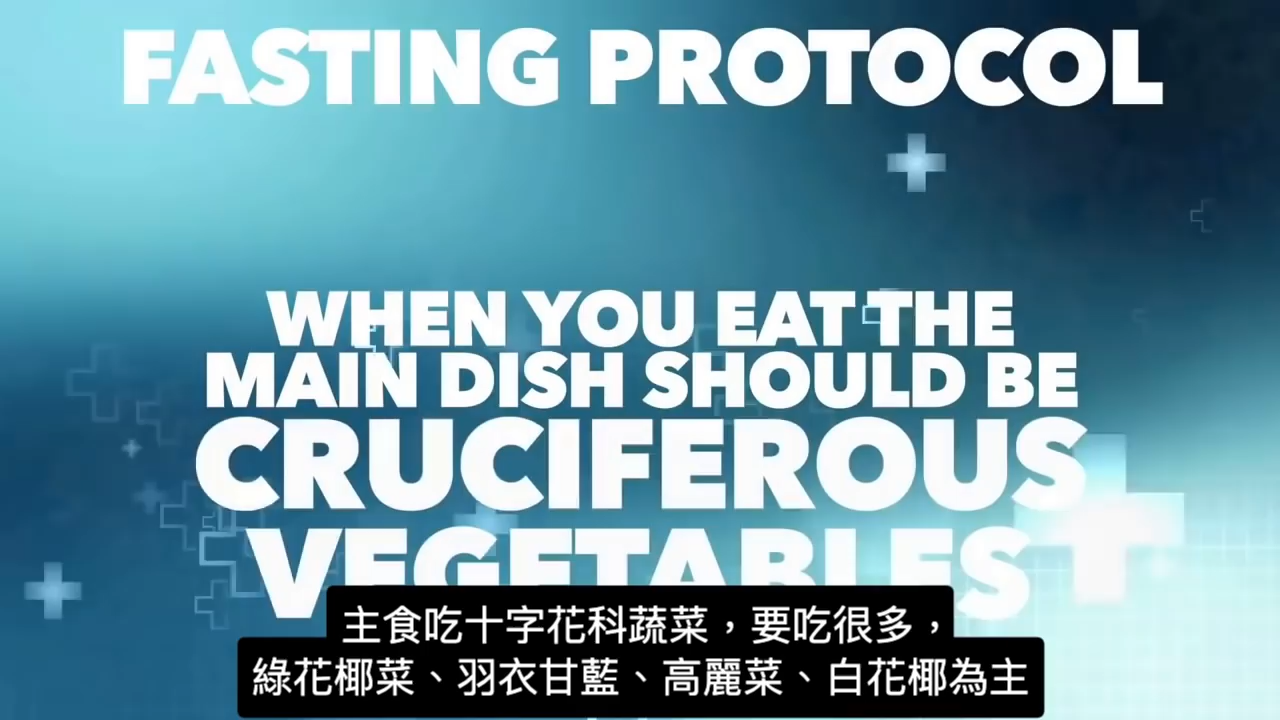 FASTING PROTOCOL
WHEN YOU EAT THE
MAIN DISH SHOULD BE
CRUCIFEROUS
VEGETABLES
主食吃十字花科蔬菜，要吃很多，
綠花椰菜、羽衣甘藍、高麗菜、白花椰為主